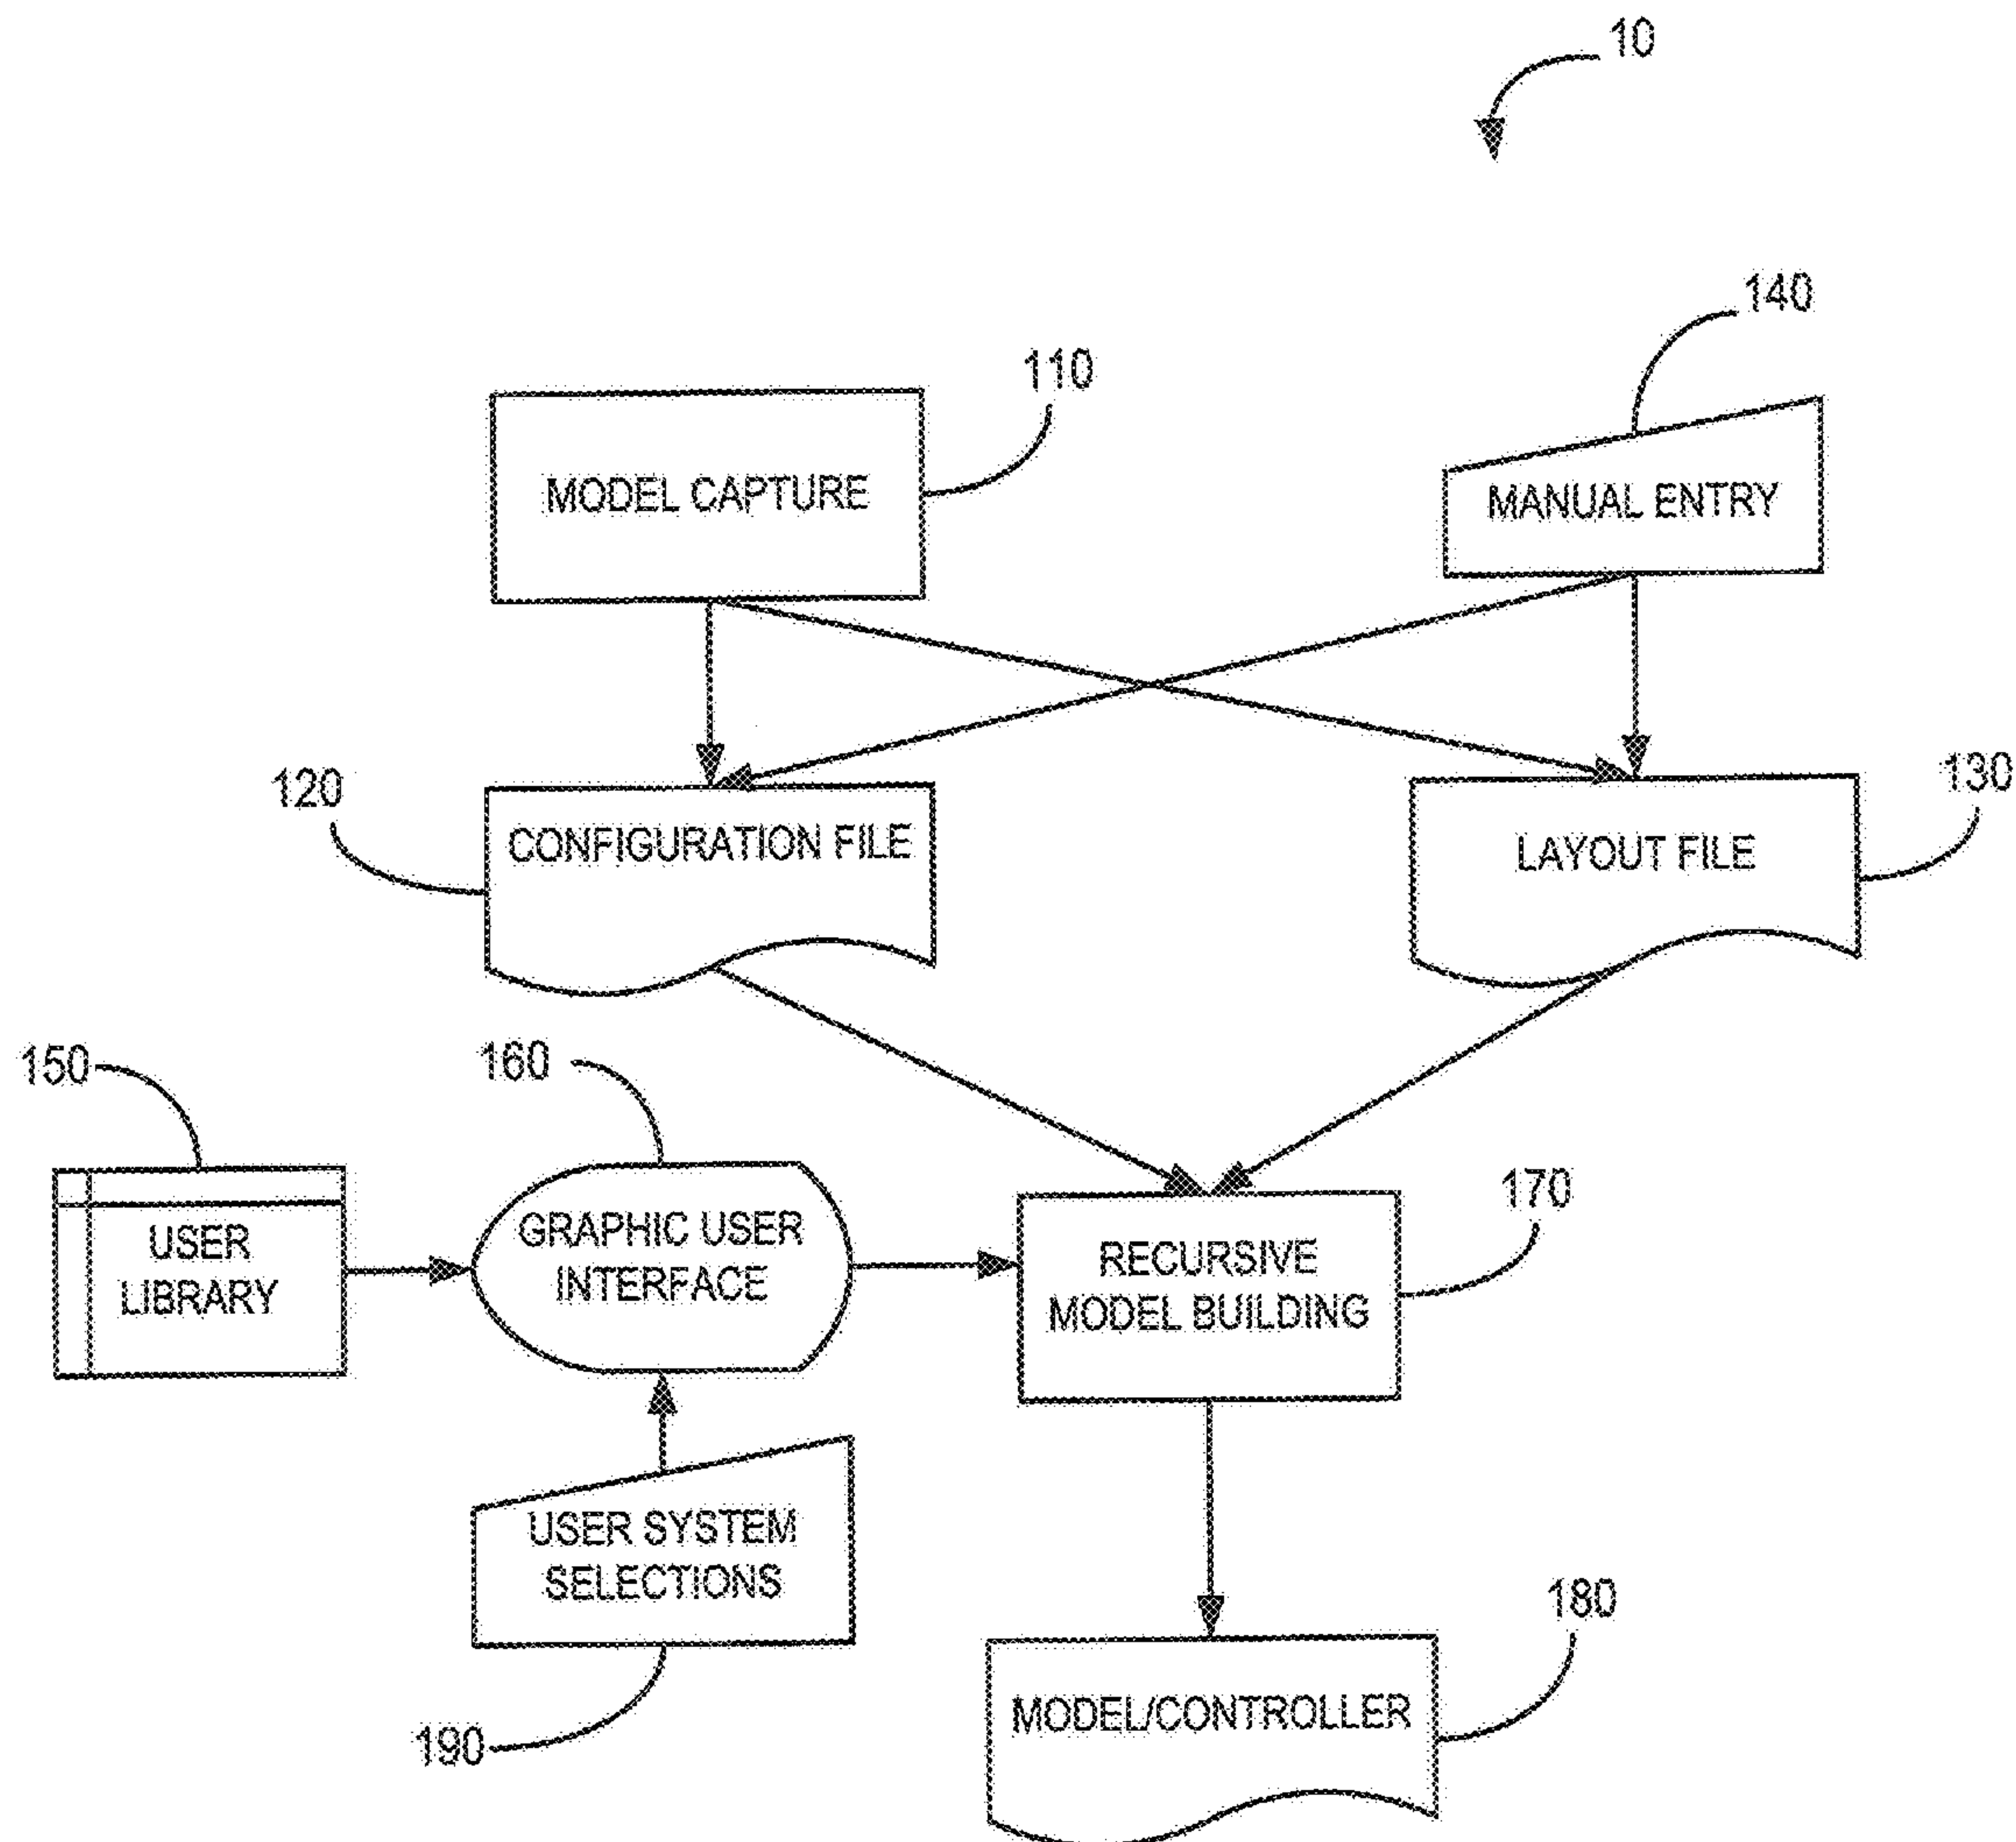 10
140
110
MODEL CAPTURE
MANUAL ENTRY
120
130
CONFIGURATION FILE
LAYOUT FILE
150
160
170
USER
LIBRARY
GRAPHIC USER
INTERFACE
RECURSIVE
MODEL BUILDING
USER SYSTEM
SELECTIONS
180
190
MODEL/CONTROLLER